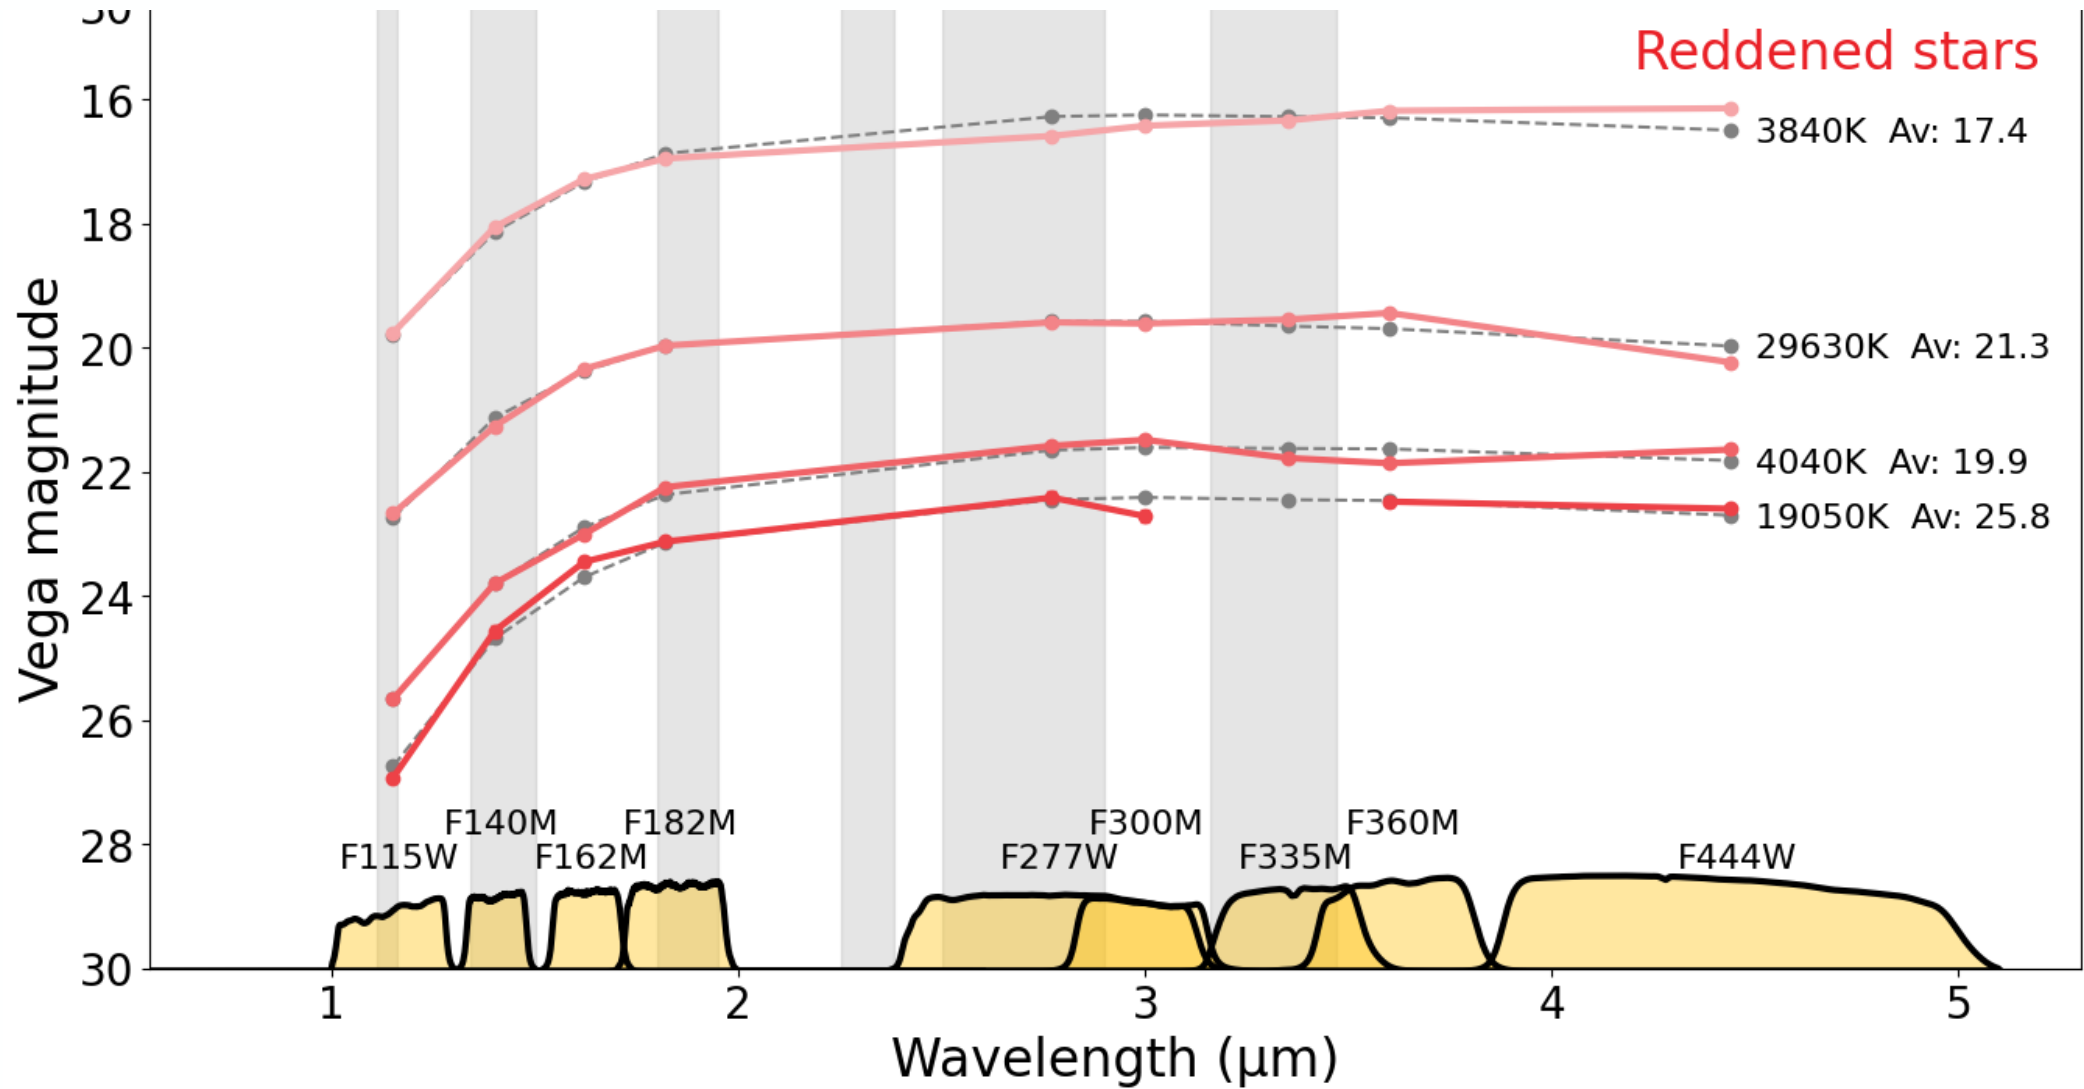 Reddened stars
16
18
20
22
24
26
28
30
Vega magnitude
3840K Av: 17.4
29630K Av: 21.3
4040K Av: 19.9
19050K Av: 25.8
F140M F182M F300M F360M
F115W F162M F277W F335M F444W
1 2 3 4 5
Wavelength (μm)